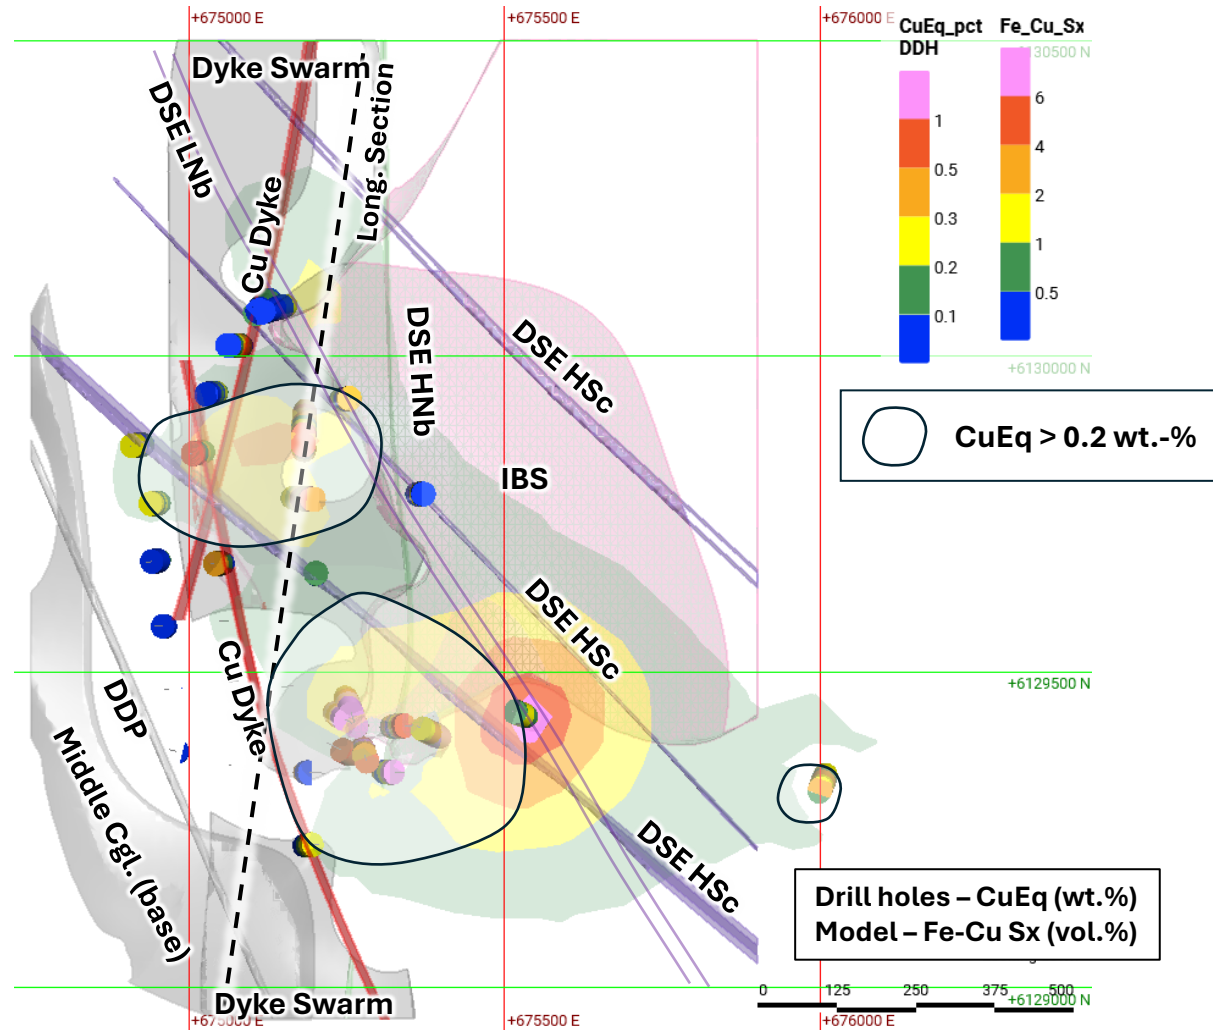 +675000 E
+675500 E
+676000 E
CuEq_pct
DDH
Fe_Cu_Sx
130500 N
1
0.5
0.3
0.2
0.1
6
4
2
1
0.5
Dyke Swarm
DSE LNb
Long. Section
Cu Dyke
DSE HNb
DSE HSc
+6130000 N
CuEq > 0.2 wt.-%
IBS
DSE HSc
+6129500 N
Cu Dyke
DDP
Middle Cgl. (base)
DSE HSc
Drill holes – CuEq (wt.%)
Model – Fe-Cu Sx (vol.%)
0
125
250
375
500
+6129000 N
Dyke Swarm
+675000 E
+675500 E
+676000 E